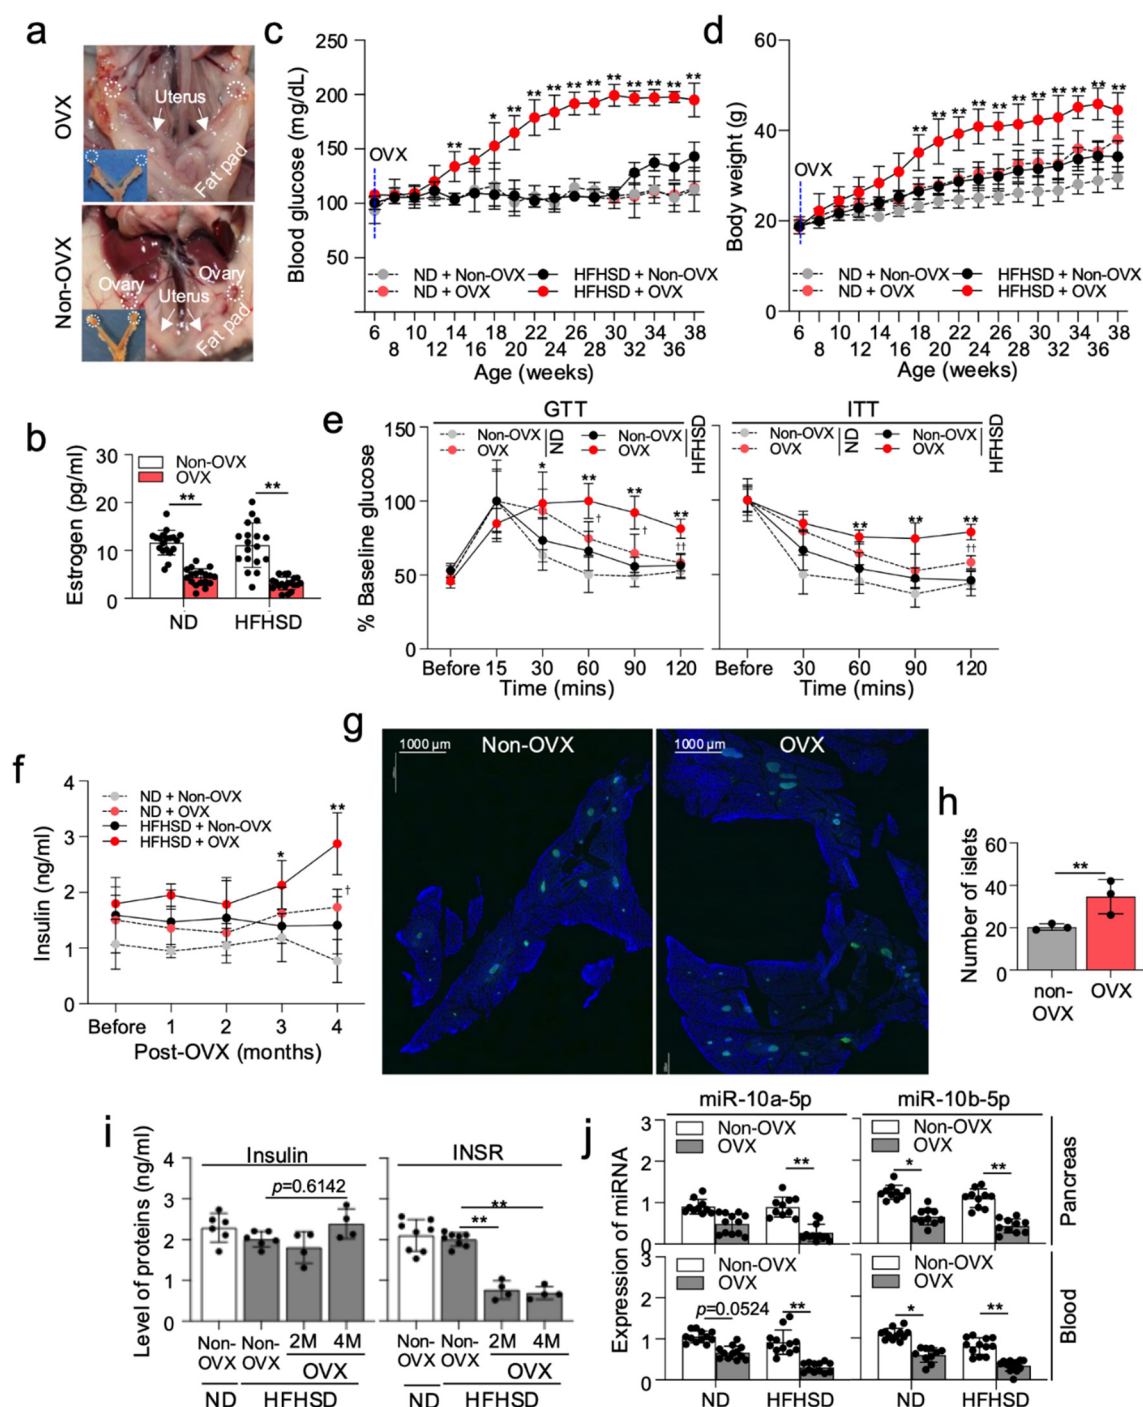 a
OVX
Uterus
Fat pad
Non-OVX
Ovary
Ovary
Uterus
Fat pad
c
Blood glucose (mg/dL)
250
200
150
100
50
OVX
** * ** ** ** ** ** ** ** ** ** **
ND + Non-OVX
HFHSD + Non-OVX
ND + OVX
HFHSD + OVX
6 8 10 12 14 16 18 20 22 24 26 28 30 32 34 36 38
Age (weeks)
d
Body weight (g)
60
40
20
0
OVX
** ** ** ** ** ** ** ** ** ** **
ND + Non-OVX
HFHSD + Non-OVX
ND + OVX
HFHSD + OVX
6 8 10 12 14 16 18 20 22 24 26 28 30 32 34 36 38
Age (weeks)
b
Estrogen (pg/ml)
30
20
10
0
Non-OVX
OVX
** **
ND HFHSD
e
% Baseline glucose
150
100
50
0
GTT
Non-OVX
OVX
ND
Non-OVX
OVX
HFHSD
* ** ** **
† † ††
Before 15 30 60 90 120
Time (mins)
ITT
Non-OVX
OVX
ND
Non-OVX
OVX
HFHSD
** ** **
††
Before 30 60 90 120
Time (mins)
f
Insulin (ng/ml)
4
3
2
1
0
ND + Non-OVX
ND + OVX
HFHSD + Non-OVX
HFHSD + OVX
* **
†
Before 1 2 3 4
Post-OVX (months)
g
1000 µm
Non-OVX
1000 µm
OVX
h
Number of islets
60
40
20
0
**
non-OVX
OVX
i
Level of proteins (ng/ml)
4
3
2
1
0
Insulin
p=0.6142
Non-OVX
Non-OVX
2M 4M
OVX
ND HFHSD
INSR
**
**
Non-OVX
Non-OVX
2M 4M
OVX
ND HFHSD
j
miR-10a-5p
miR-10b-5p
Expression of miRNA
3
2
1
0
Non-OVX
OVX
**
Non-OVX
OVX
* **
Pancreas
3
2
1
0
Non-OVX
OVX
p=0.0524
**
Non-OVX
OVX
* **
Blood
ND HFHSD
ND HFHSD